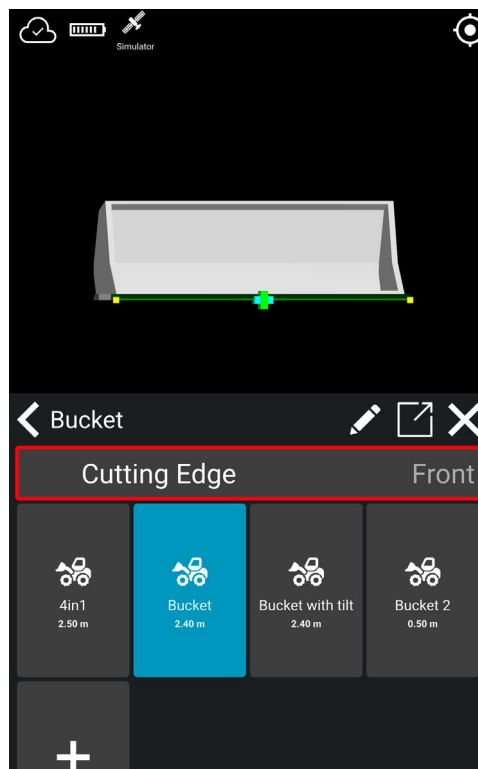 Simulator
Bucket
Cutting Edge Front
4in1 Bucket Bucket with tilt Bucket 2
2.50 m 2.40 m 2.40 m 0.50 m